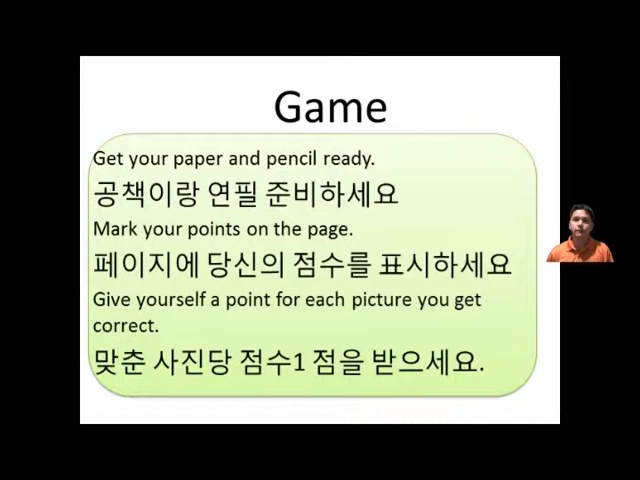 Game
Get your paper and pencil ready.
공책이랑 연필 준비하세요
Mark your points on the page.
페이지에 당신의 점수를 표시하세요
Give yourself a point for each picture you get
correct.
맞춘 사진당 점수1 점을 받으세요.